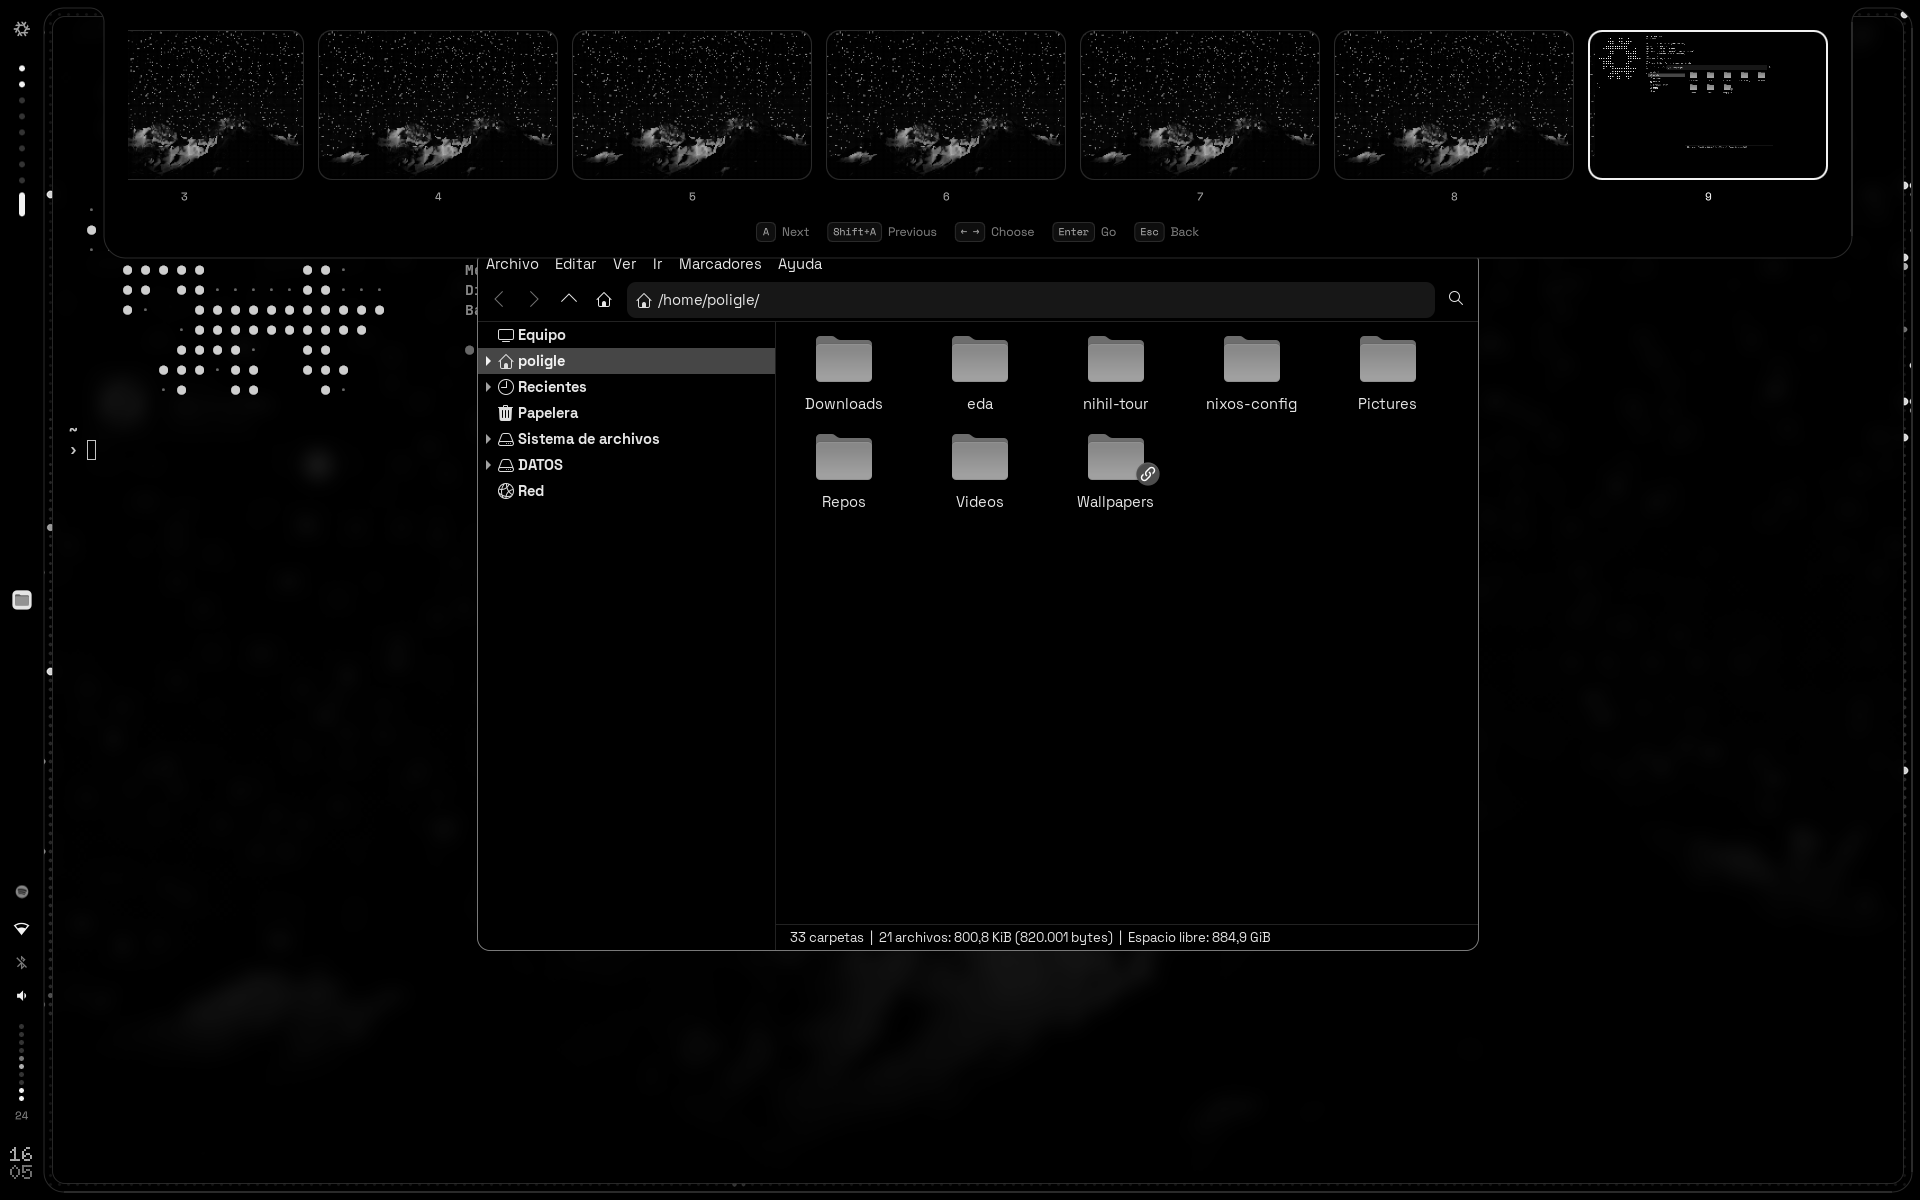 3 4 5 6 7 8 9
A Next Shift+A Previous ← → Choose Enter Go Esc Back
Archivo Editar Ver Ir Marcadores Ayuda
/home/poligle/
Equipo
poligle
Recientes
Papelera
Sistema de archivos
DATOS
Red
Downloads eda nihil-tour nixos-config Pictures
Repos Videos Wallpapers
33 carpetas | 21 archivos: 800,8 KiB (820.001 bytes) | Espacio libre: 884,9 GiB
~
›
24
16
05